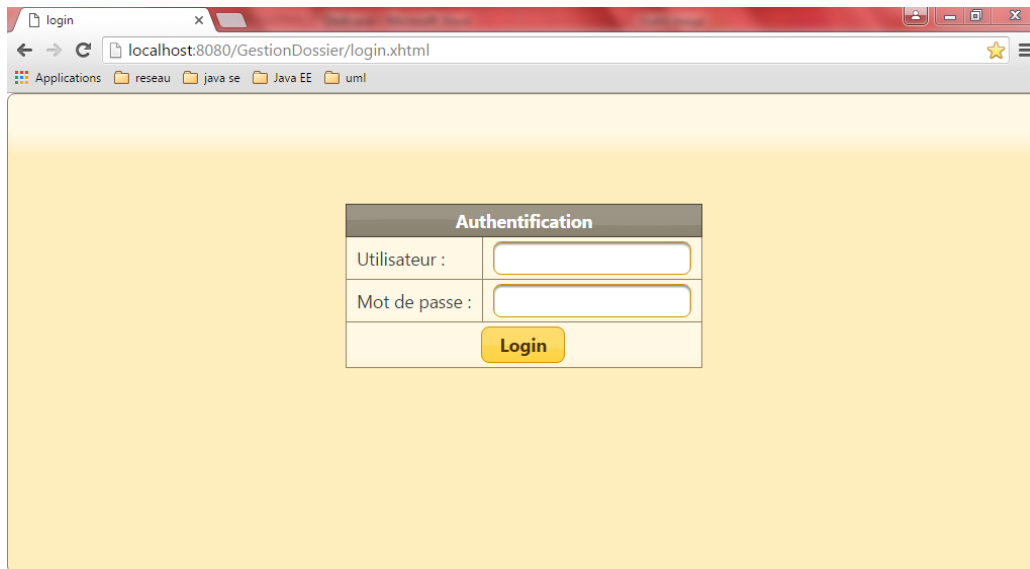 login
localhost:8080/GestionDossier/login.xhtml
Applications reseau java se Java EE uml
Authentification
Utilisateur :
Mot de passe :
Login